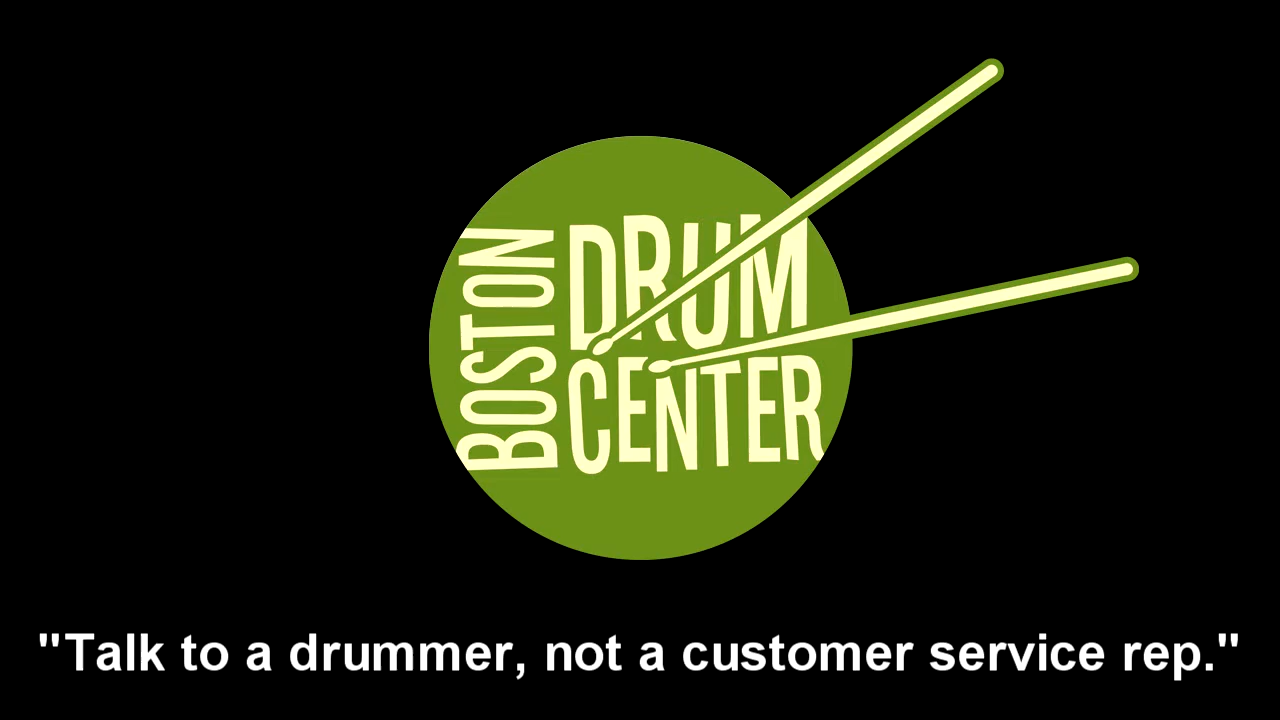 BOSTON
DRUM
CENTER
"Talk to a drummer, not a customer service rep."